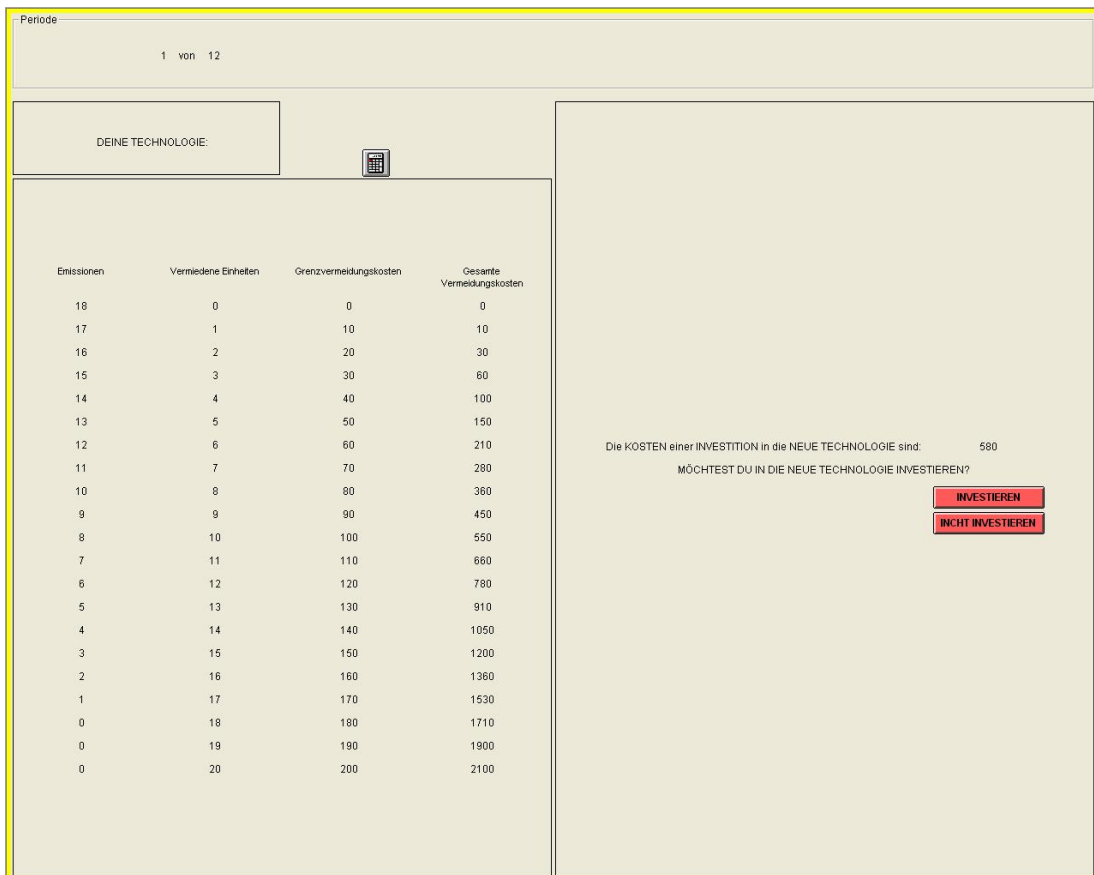 Periode
1 von 12
DEINE TECHNOLOGIE:
Emissionen Vermiedene Einheiten Grenzvermeidungskosten Gesamte Vermeidungskosten
18 0 0 0
17 1 10 10
16 2 20 30
15 3 30 60
14 4 40 100
13 5 50 150
12 6 60 210
11 7 70 280
10 8 80 360
9 9 90 450
8 10 100 550
7 11 110 660
6 12 120 780
5 13 130 910
4 14 140 1050
3 15 150 1200
2 16 160 1360
1 17 170 1530
0 18 180 1710
0 19 190 1900
0 20 200 2100
Die KOSTEN einer INVESTITION in die NEUE TECHNOLOGIE sind: 580
MÖCHTEST DU IN DIE NEUE TECHNOLOGIE INVESTIEREN?
INVESTIEREN
INCHT INVESTIEREN